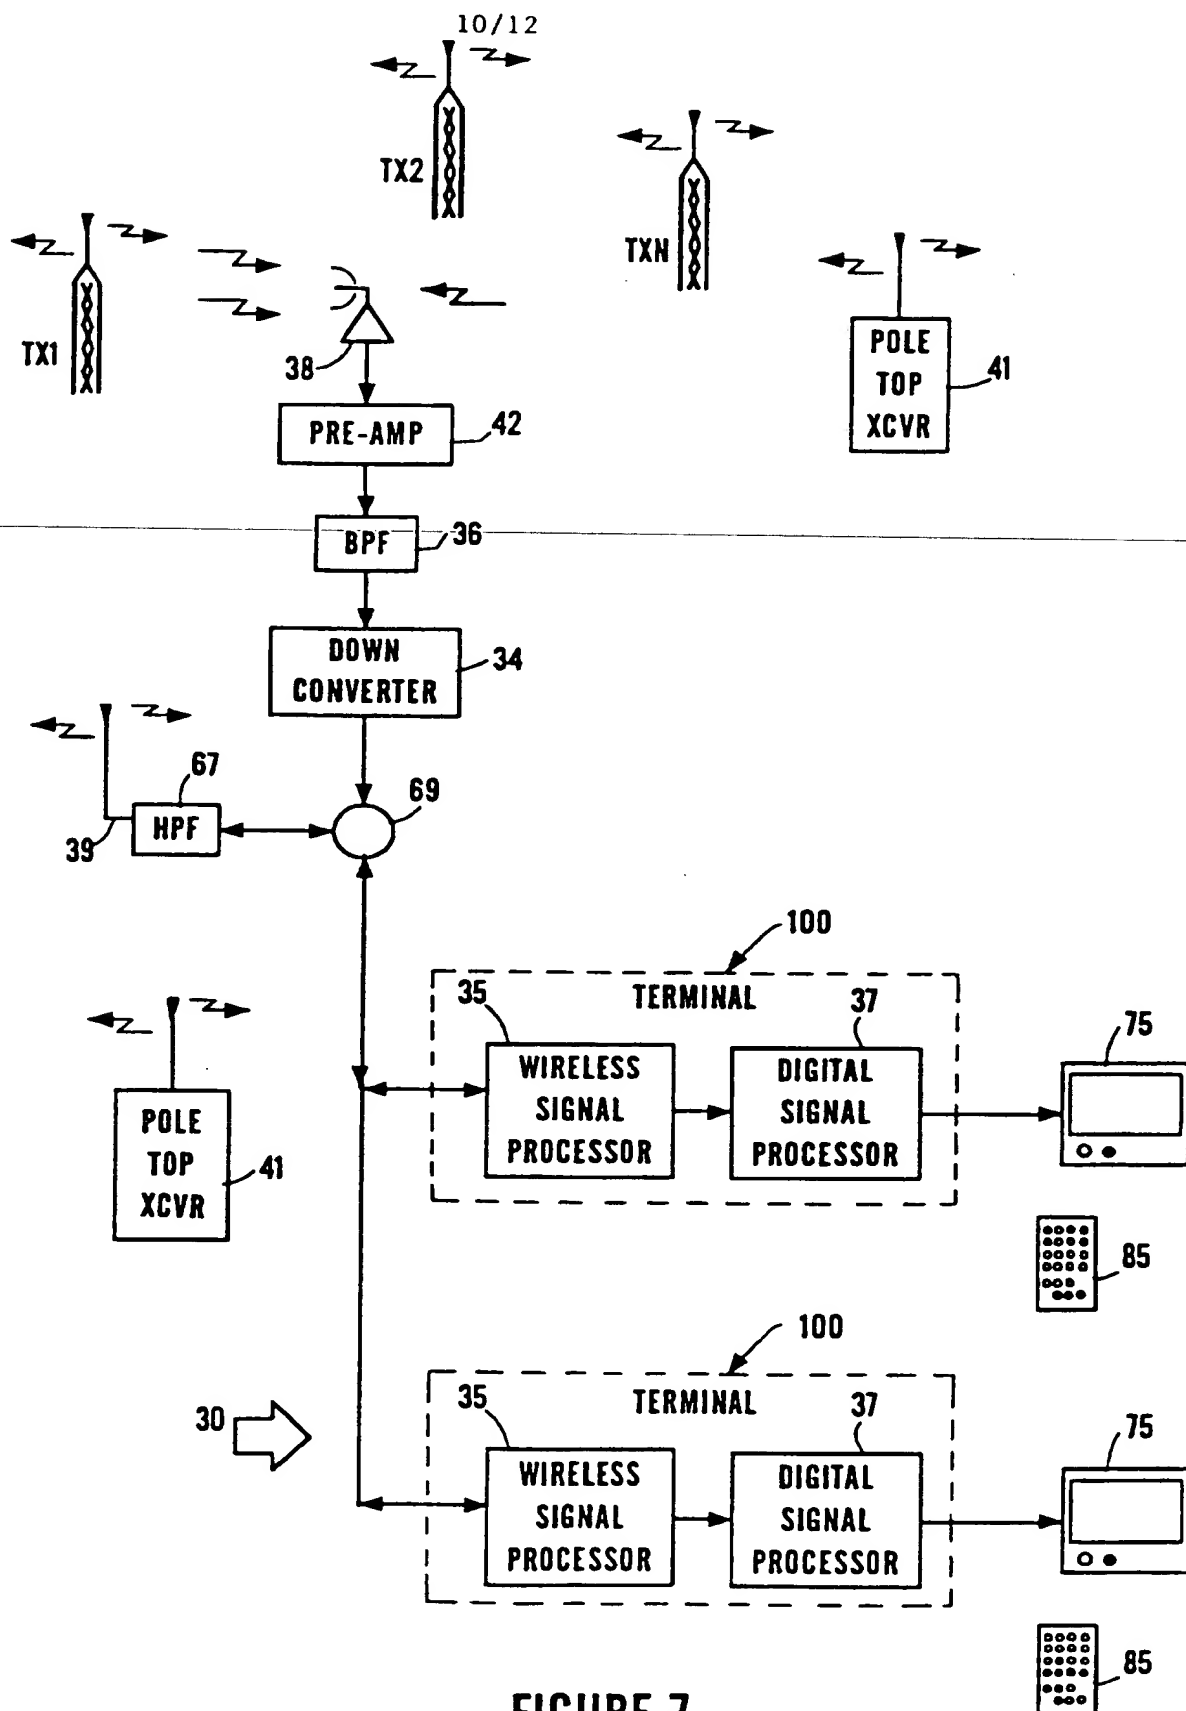 10/12
TX2
TXN
TX1
38
POLE
TOP
XCVR
41
PRE-AMP
42
BPF
36
DOWN
CONVERTER
34
67
69
HPF
39
100
35
TERMINAL
37
75
WIRELESS
SIGNAL
PROCESSOR
DIGITAL
SIGNAL
PROCESSOR
POLE
TOP
XCVR
41
85
100
30
35
TERMINAL
37
75
WIRELESS
SIGNAL
PROCESSOR
DIGITAL
SIGNAL
PROCESSOR
85
FIGURE 7